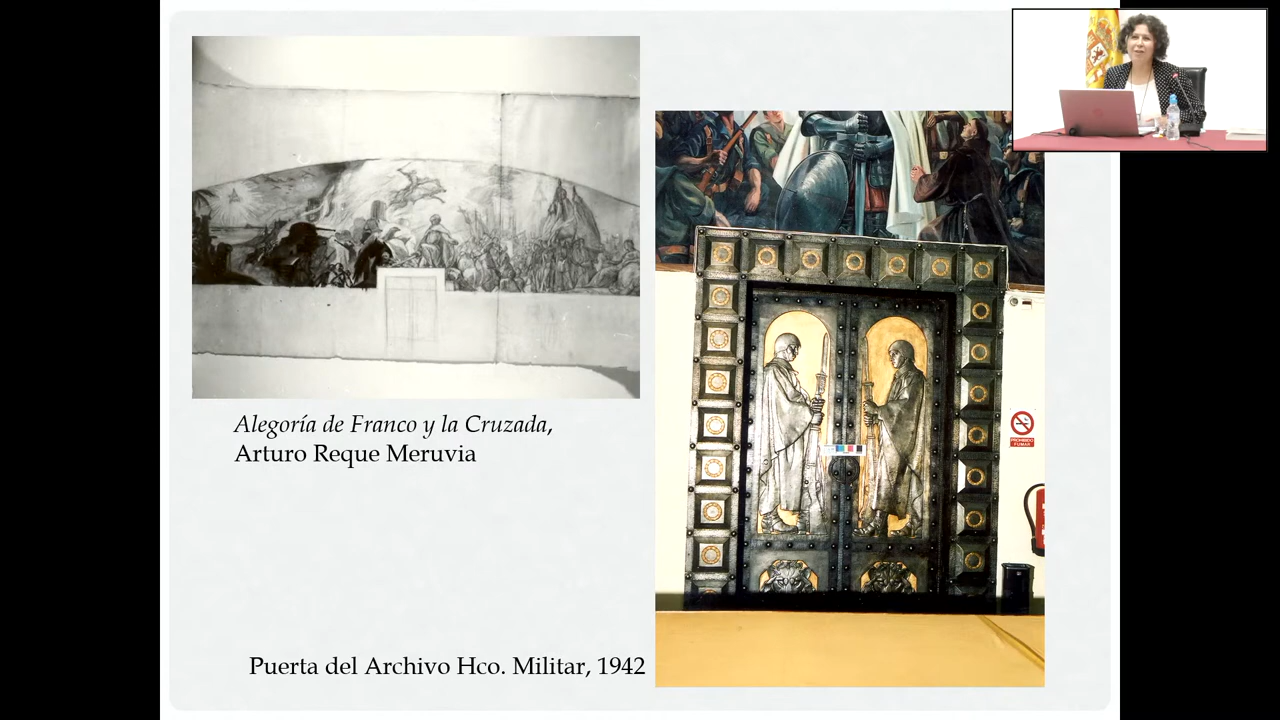 Alegoría de Franco y la Cruzada,
Arturo Reque Meruvia
PROHIBIDO
FUMAR
Puerta del Archivo Hco. Militar, 1942